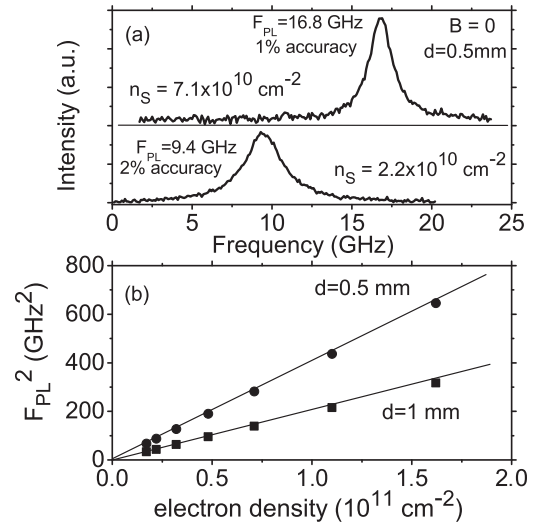 (a)
F_PL=16.8 GHz
1% accuracy
B = 0
d=0.5mm
n_S = 7.1x10^10 cm^-2
F_PL=9.4 GHz
2% accuracy
n_S = 2.2x10^10 cm^-2
Intensity (a.u.)
0 5 10 15 20 25
Frequency (GHz)
(b)
d=0.5 mm
d=1 mm
F_PL^2 (GHz^2)
800
600
400
200
0
0.0 0.5 1.0 1.5 2.0
electron density (10^11 cm^-2)